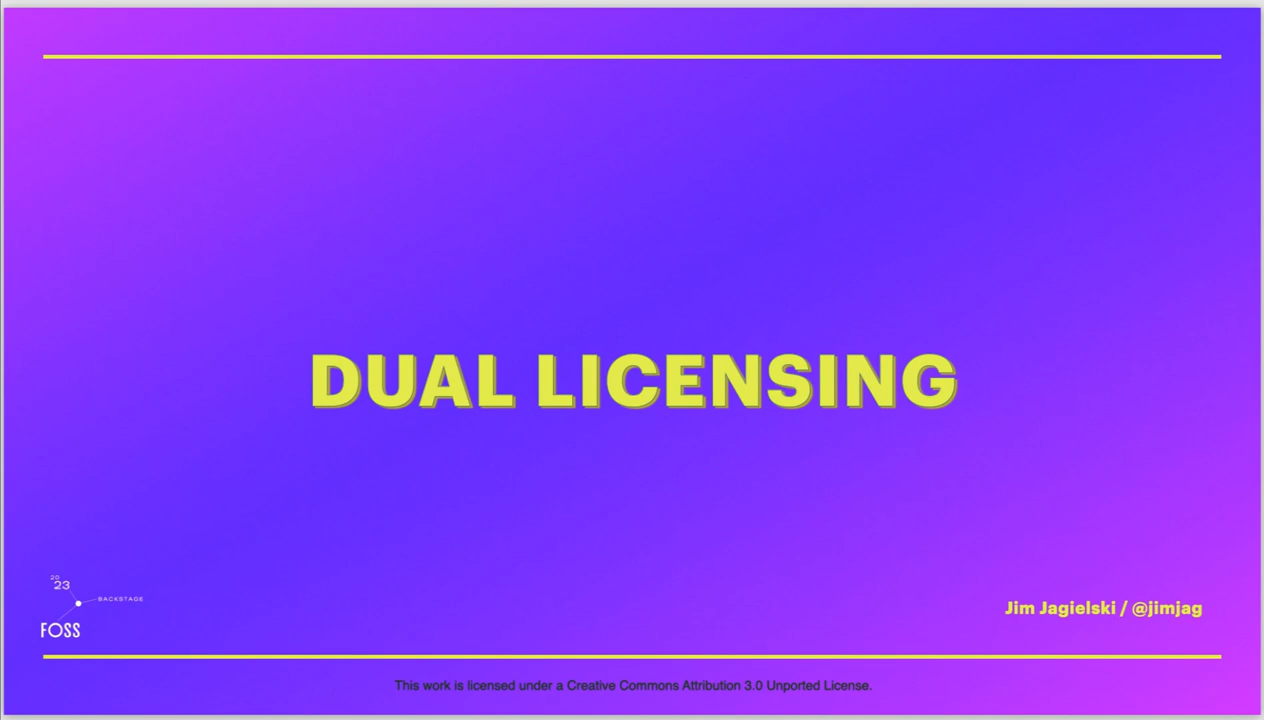 DUAL LICENSING
20
23
BACKSTAGE
FOSS
Jim Jagielski / @jimjag
This work is licensed under a Creative Commons Attribution 3.0 Unported License.